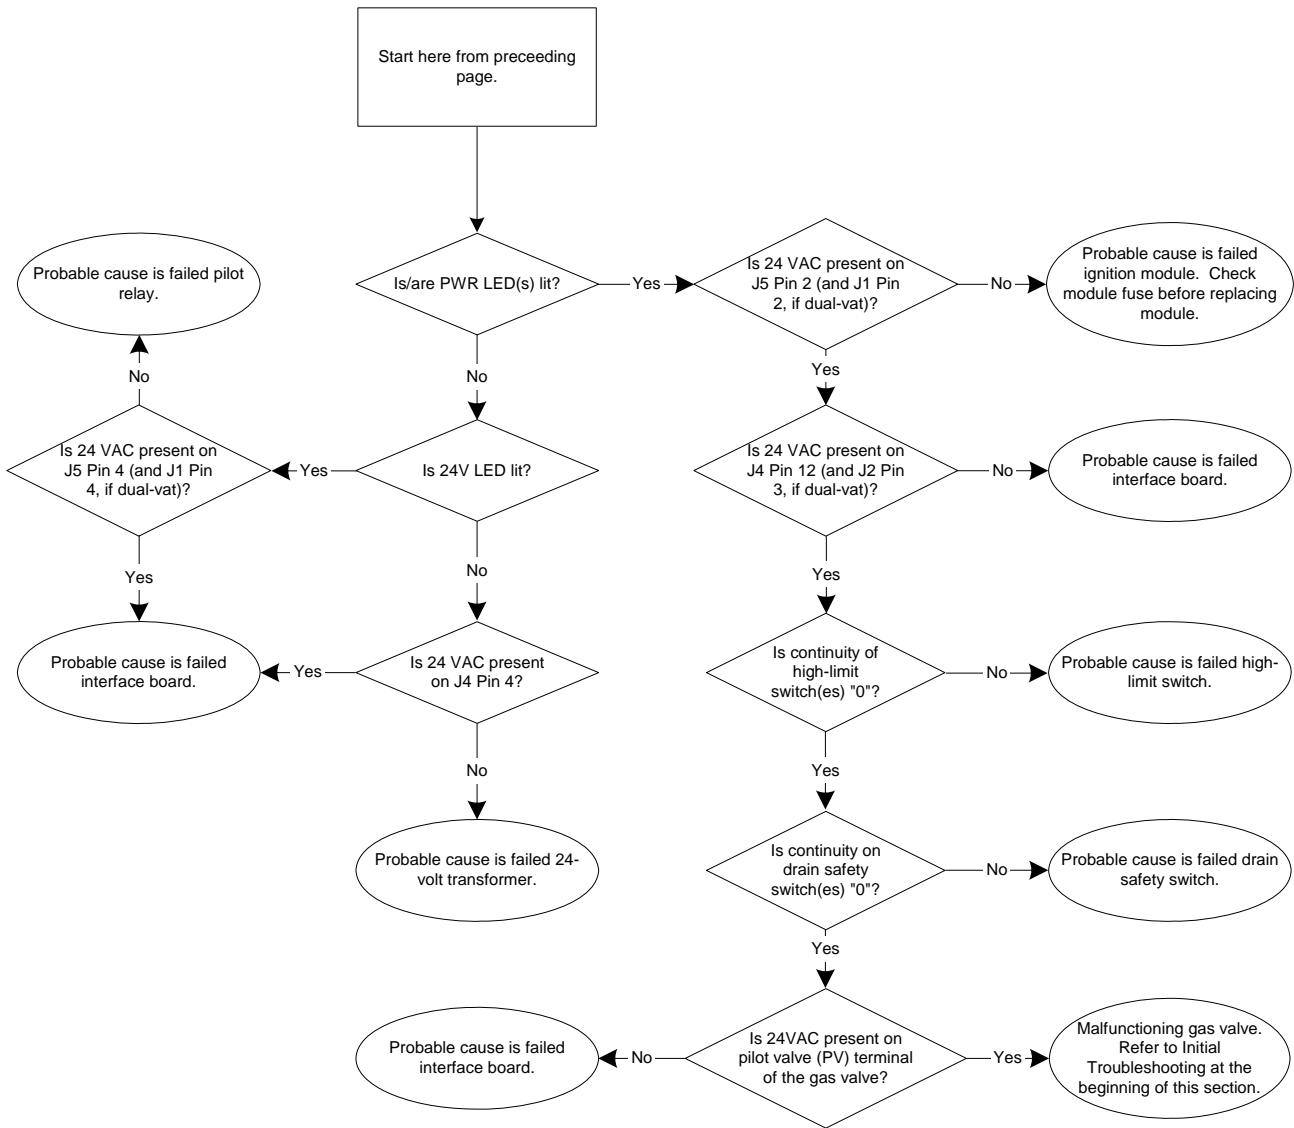 Start here from preceeding
page.
Is/are PWR LED(s) lit?
Yes
Is 24 VAC present on
J5 Pin 2 (and J1 Pin
2, if dual-vat)?
No
Probable cause is failed
ignition module.  Check
module fuse before replacing
module.
Probable cause is failed pilot
relay.
No
No
Yes
Is 24 VAC present on
J5 Pin 4 (and J1 Pin
4, if dual-vat)?
Yes
Is 24V LED lit?
Is 24 VAC present on
J4 Pin 12 (and J2 Pin
3, if dual-vat)?
No
Probable cause is failed
interface board.
Yes
No
Yes
Probable cause is failed
interface board.
Yes
Is 24 VAC present
on J4 Pin 4?
Is continuity of
high-limit
switch(es) "0"?
No
Probable cause is failed high-
limit switch.
No
Yes
Probable cause is failed 24-
volt transformer.
Is continuity on
drain safety
switch(es) "0"?
No
Probable cause is failed drain
safety switch.
Yes
Probable cause is failed
interface board.
No
Is 24VAC present on
pilot valve (PV) terminal
of the gas valve?
Yes
Malfunctioning gas valve.
Refer to Initial
Troubleshooting at the
beginning of this section.